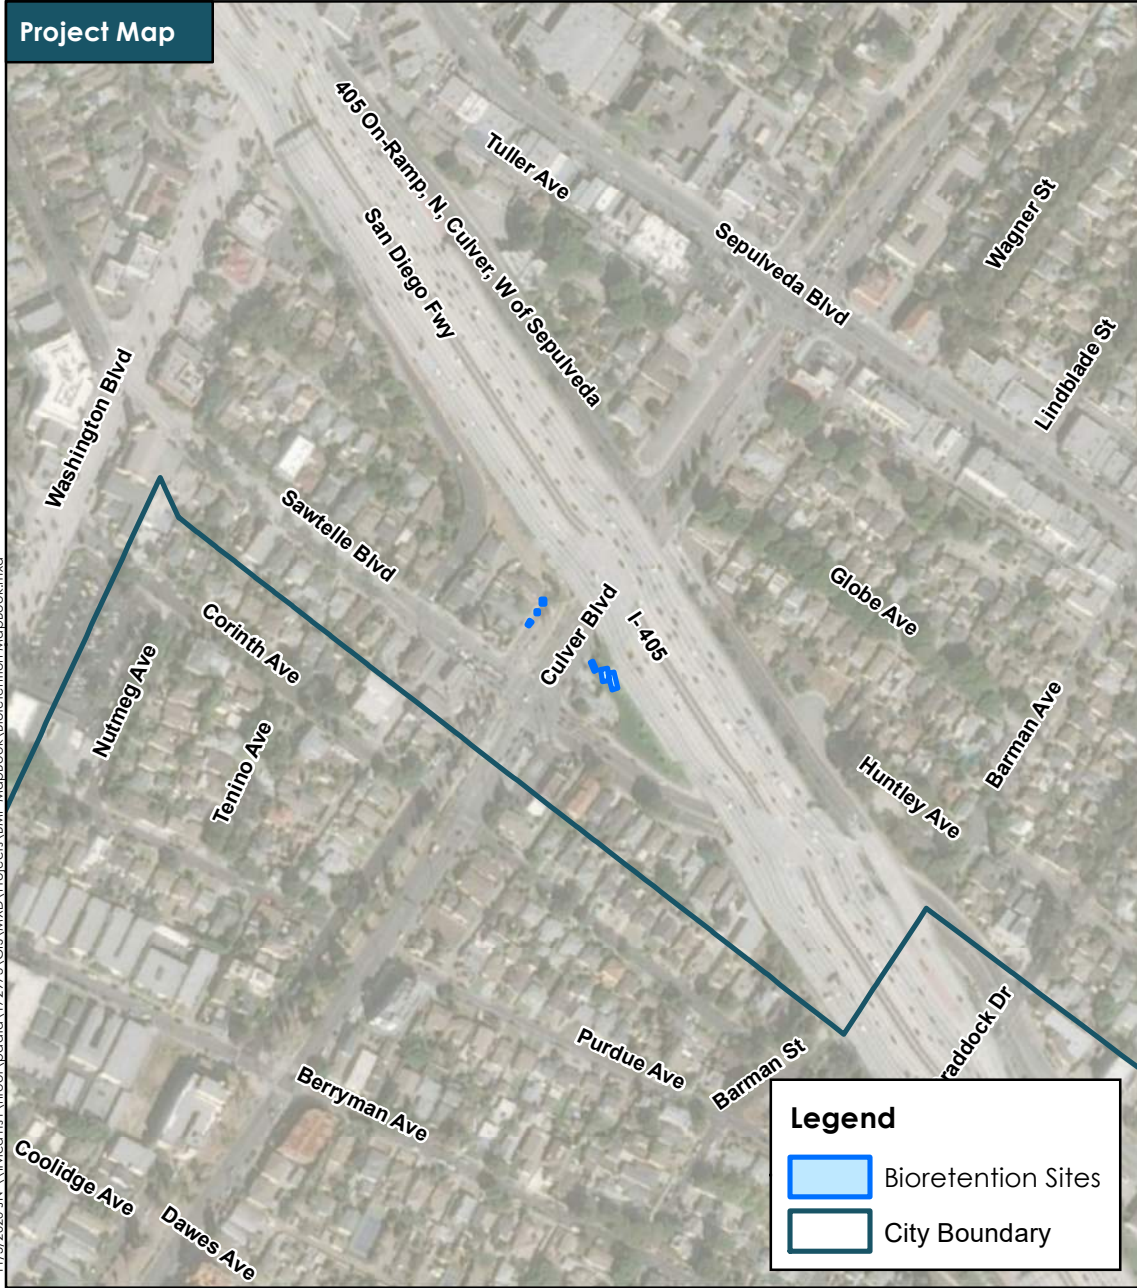 Project Map
405 On-Ramp, N, Culver, W of Sepulveda
Tuller Ave
San Diego Fwy
Sepulveda Blvd
Wagner St
Lindblade St
Washington Blvd
Sawtelle Blvd
Culver Blvd
I-405
Globe Ave
Corinth Ave
Nutmeg Ave
Tenino Ave
Barman Ave
Huntley Ave
raddock Dr
Purdue Ave
Barman St
Berryman Ave
Coolidge Ave
Dawes Ave
Legend
Bioretention Sites
City Boundary